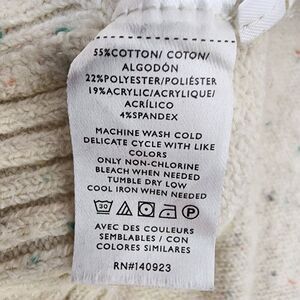 55%COTTON/ COTON/
ALGODÓN
22%POLYESTER/POLIÉSTER
19%ACRYLIC/ACRYLIQUE/
ACRÍLICO
4%SPANDEX
MACHINE WASH COLD
DELICATE CYCLE WITH LIKE
COLORS
ONLY NON-CHLORINE
BLEACH WHEN NEEDED
TUMBLE DRY LOW
COOL IRON WHEN NEEDED
30
AVEC DES COULEURS
SEMBLABLES / CON
COLORES SIMILARES
RN#140923